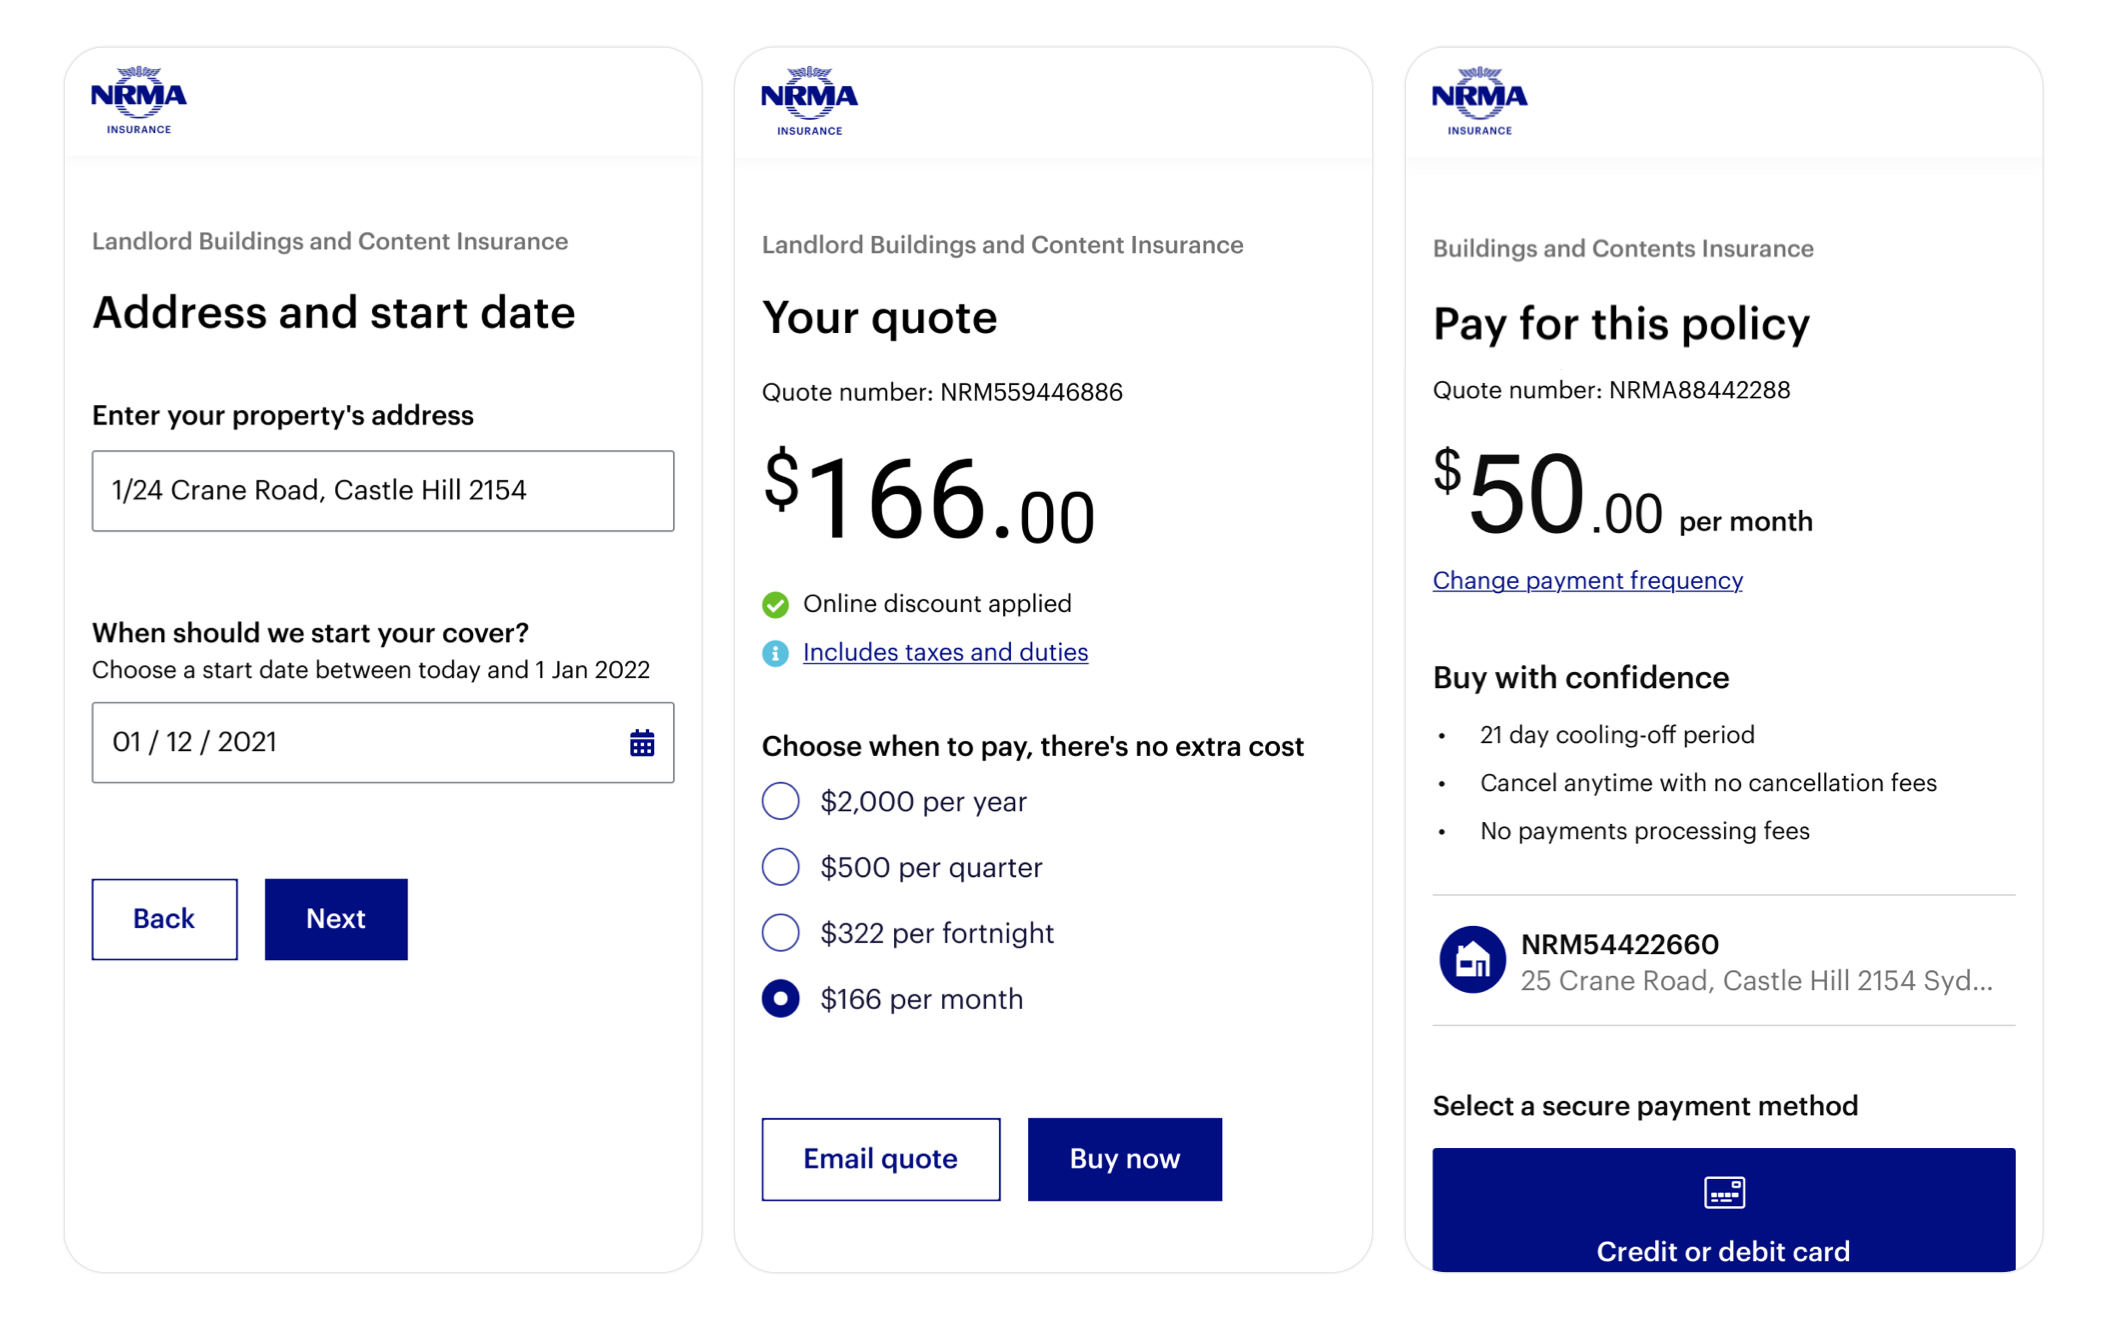 NRMA
INSURANCE
Landlord Buildings and Content Insurance
Address and start date
Enter your property's address
1/24 Crane Road, Castle Hill 2154
When should we start your cover?
Choose a start date between today and 1 Jan 2022
01 / 12 / 2021
Back
Next
NRMA
INSURANCE
Landlord Buildings and Content Insurance
Your quote
Quote number: NRM559446886
$166.00
Online discount applied
Includes taxes and duties
Choose when to pay, there's no extra cost
$2,000 per year
$500 per quarter
$322 per fortnight
$166 per month
Email quote
Buy now
NRMA
INSURANCE
Buildings and Contents Insurance
Pay for this policy
Quote number: NRMA88442288
$50.00 per month
Change payment frequency
Buy with confidence
• 21 day cooling-off period
• Cancel anytime with no cancellation fees
• No payments processing fees
NRM54422660
25 Crane Road, Castle Hill 2154 Syd...
Select a secure payment method
Credit or debit card